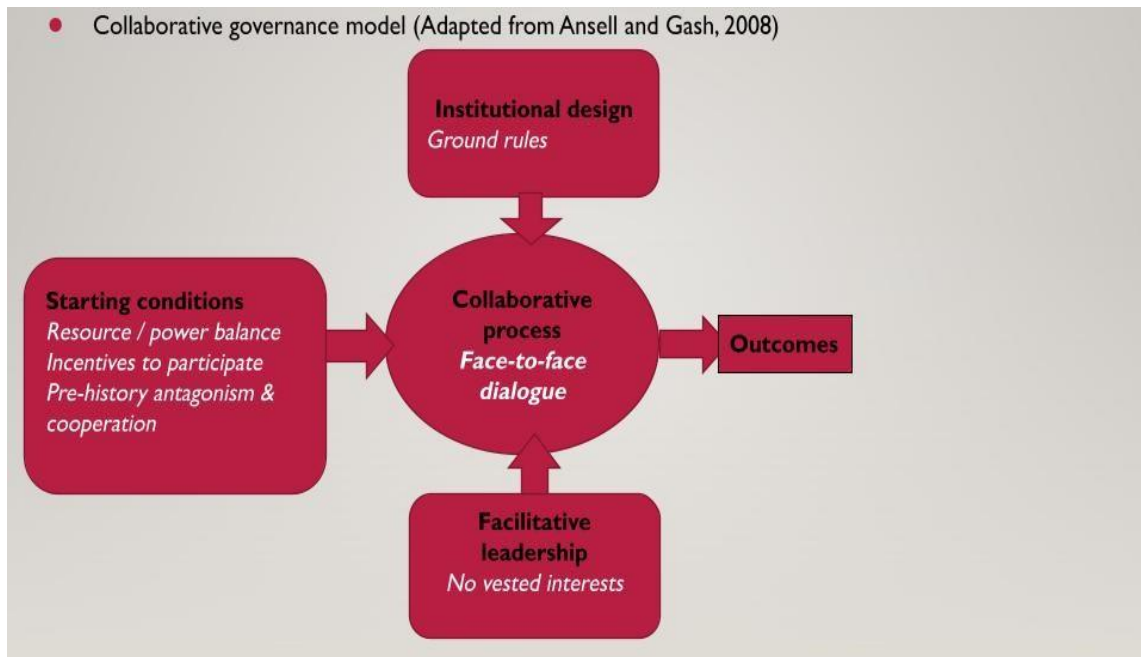 • Collaborative governance model (Adapted from Ansell and Gash, 2008)
Institutional design
Ground rules
Starting conditions
Resource / power balance
Incentives to participate
Pre-history antagonism &
cooperation
Collaborative
process
Face-to-face
dialogue
Outcomes
Facilitative
leadership
No vested interests